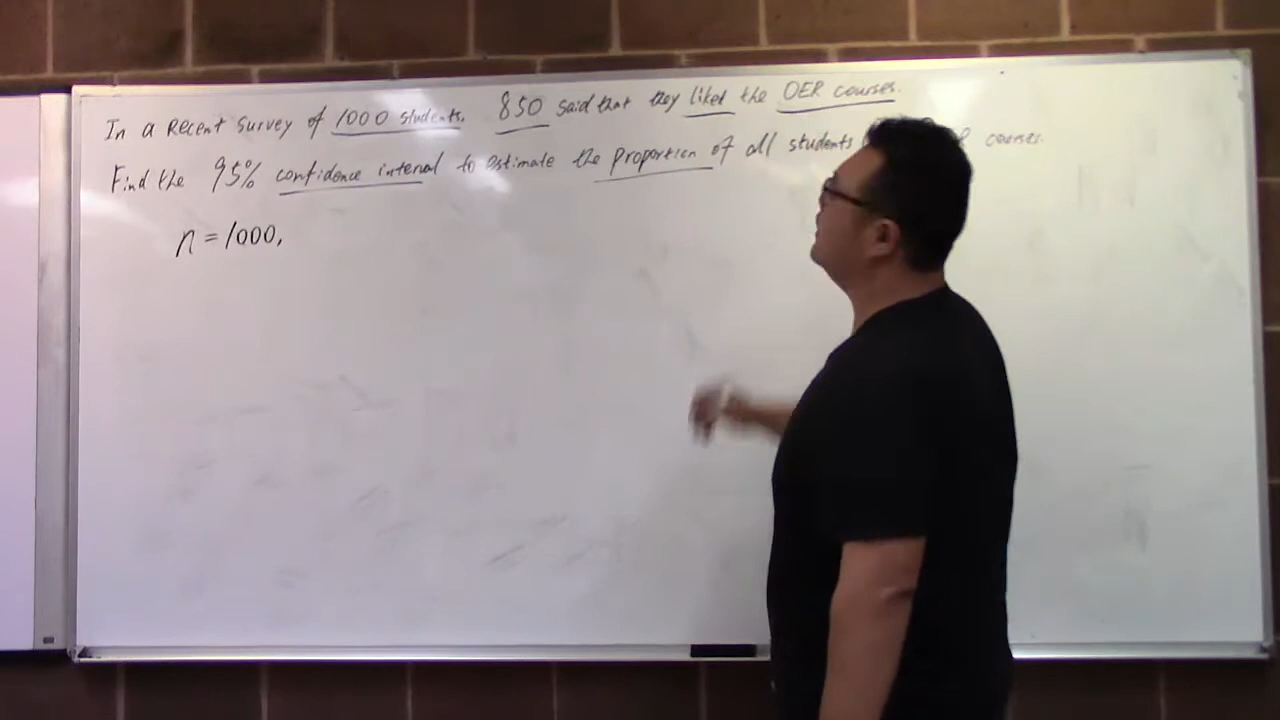 In a recent survey of 1000 students, 850 said that they liked the OER courses.
Find the 95% confidence interval to estimate the proportion of all students courses.
n = 1000,